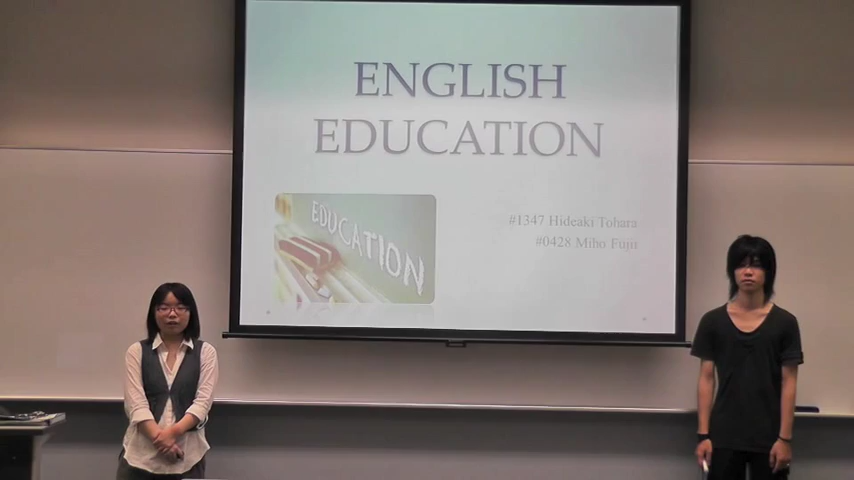 ENGLISH
EDUCATION
EDUCATION
#1347 Hideaki Tohara
#0428 Miho Fujii